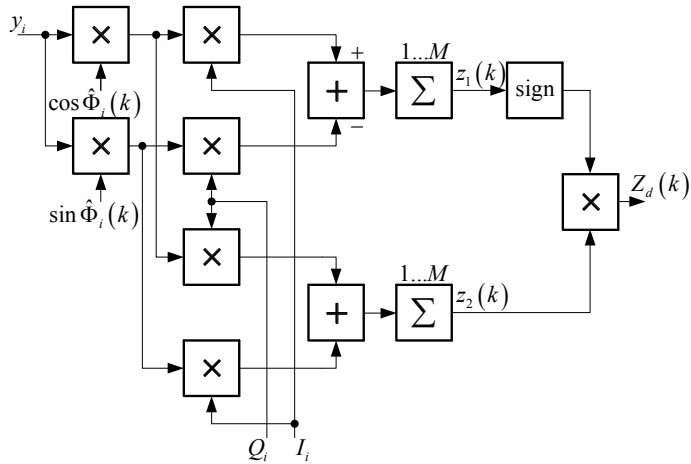 y_i
cos Φ̂_i(k)
sin Φ̂_i(k)
×
×
×
×
×
×
+
+
−
1...M
Σ
z_1(k)
sign
×
Z_d(k)
+
1...M
Σ
z_2(k)
Q_i
I_i